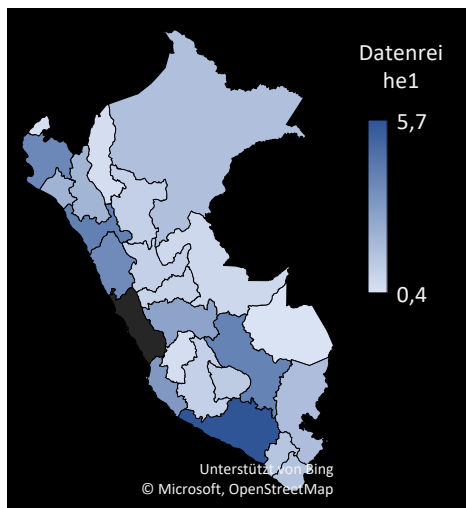 Datenrei
he1
5,7
0,4
Unterstützt von Bing
© Microsoft, OpenStreetMap